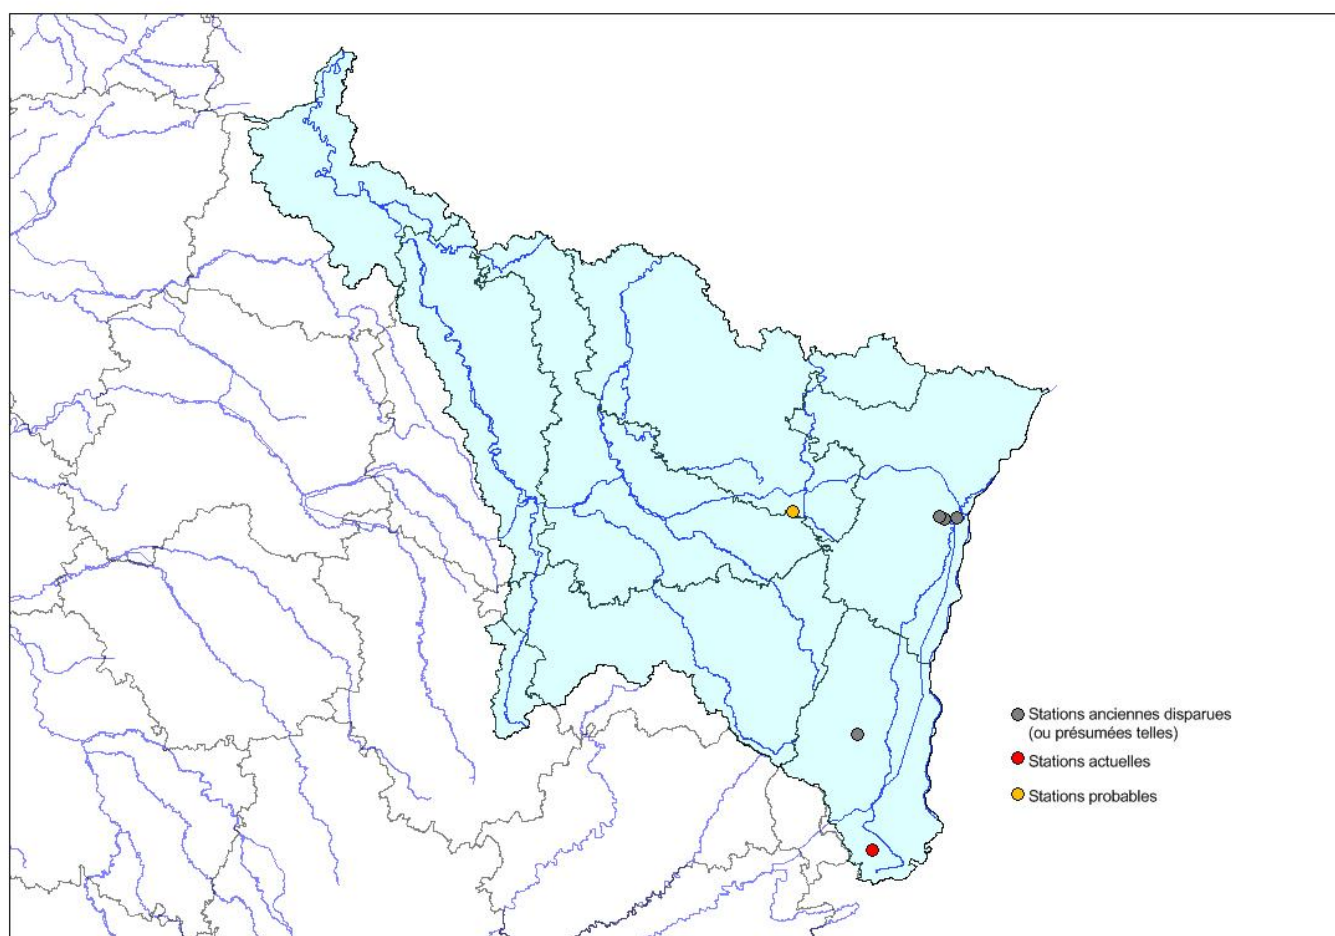 Stations anciennes disparues
(ou présumées telles)
Stations actuelles
Stations probables